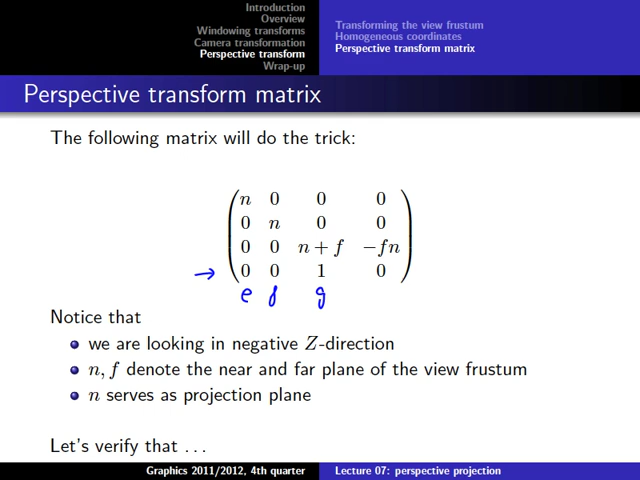 Introduction
Overview
Windowing transforms
Camera transformation
Perspective transform
Wrap-up
Transforming the view frustum
Homogeneous coordinates
Perspective transform matrix
Perspective transform matrix
The following matrix will do the trick:
n 0 0 0
0 n 0 0
0 0 n + f −fn
→ 0 0 1 0
e f g
Notice that
we are looking in negative Z-direction
n, f denote the near and far plane of the view frustum
n serves as projection plane
Let's verify that . . .
Graphics 2011/2012, 4th quarter
Lecture 07: perspective projection